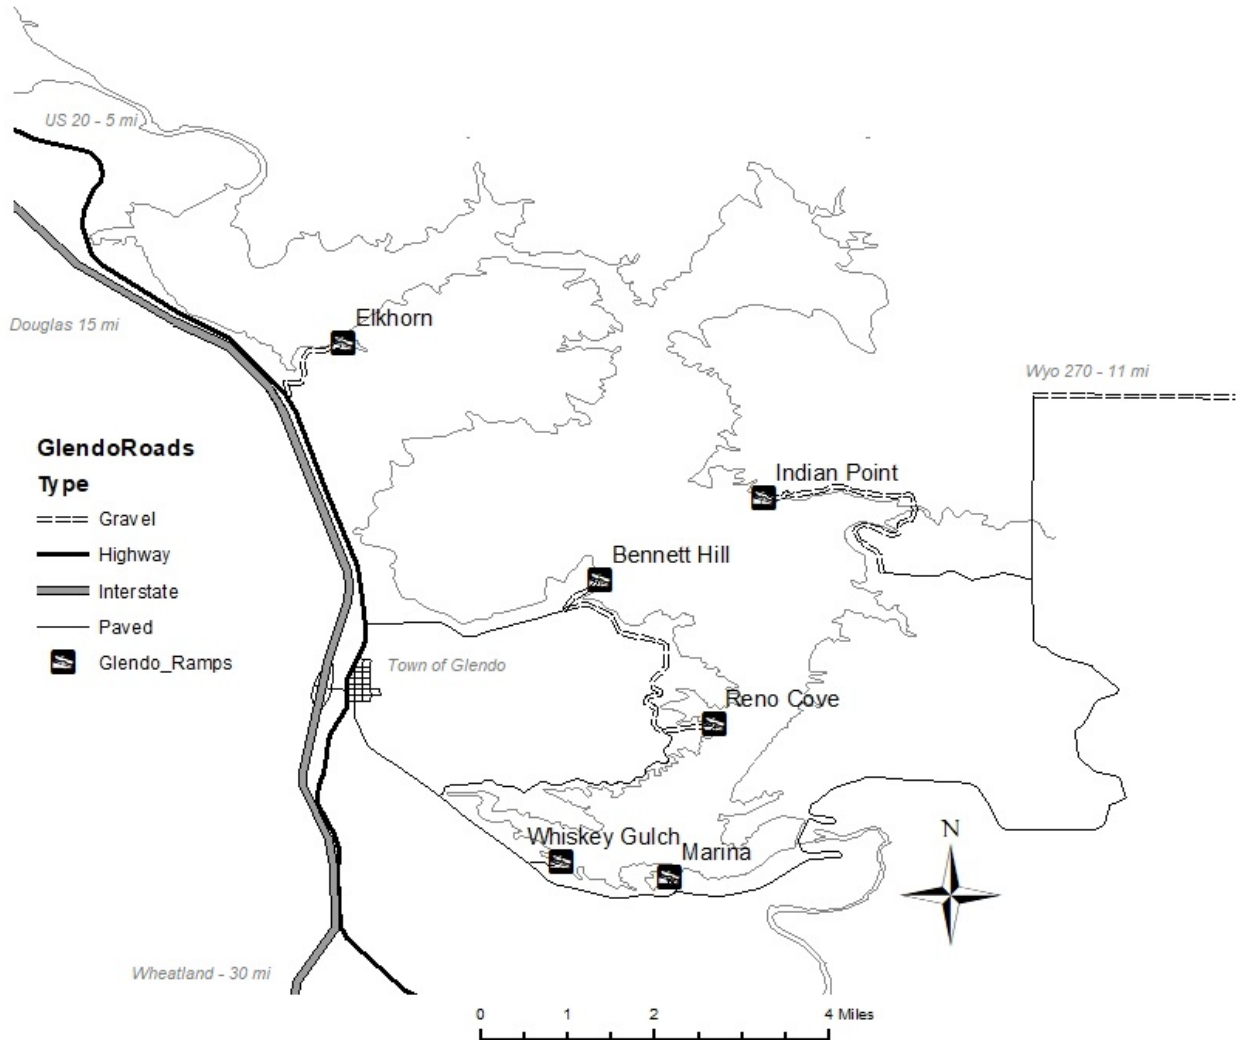 US 20 - 5 mi
Elkhorn
Douglas 15 mi
Wyo 270 - 11 mi
GlendoRoads
Type
Gravel
Highway
Interstate
Paved
Glendo_Ramps
Indian Point
Bennett Hill
Town of Glendo
Reno Cove
Whiskey Gulch
Marina
N
Wheatland - 30 mi
0 1 2 4 Miles